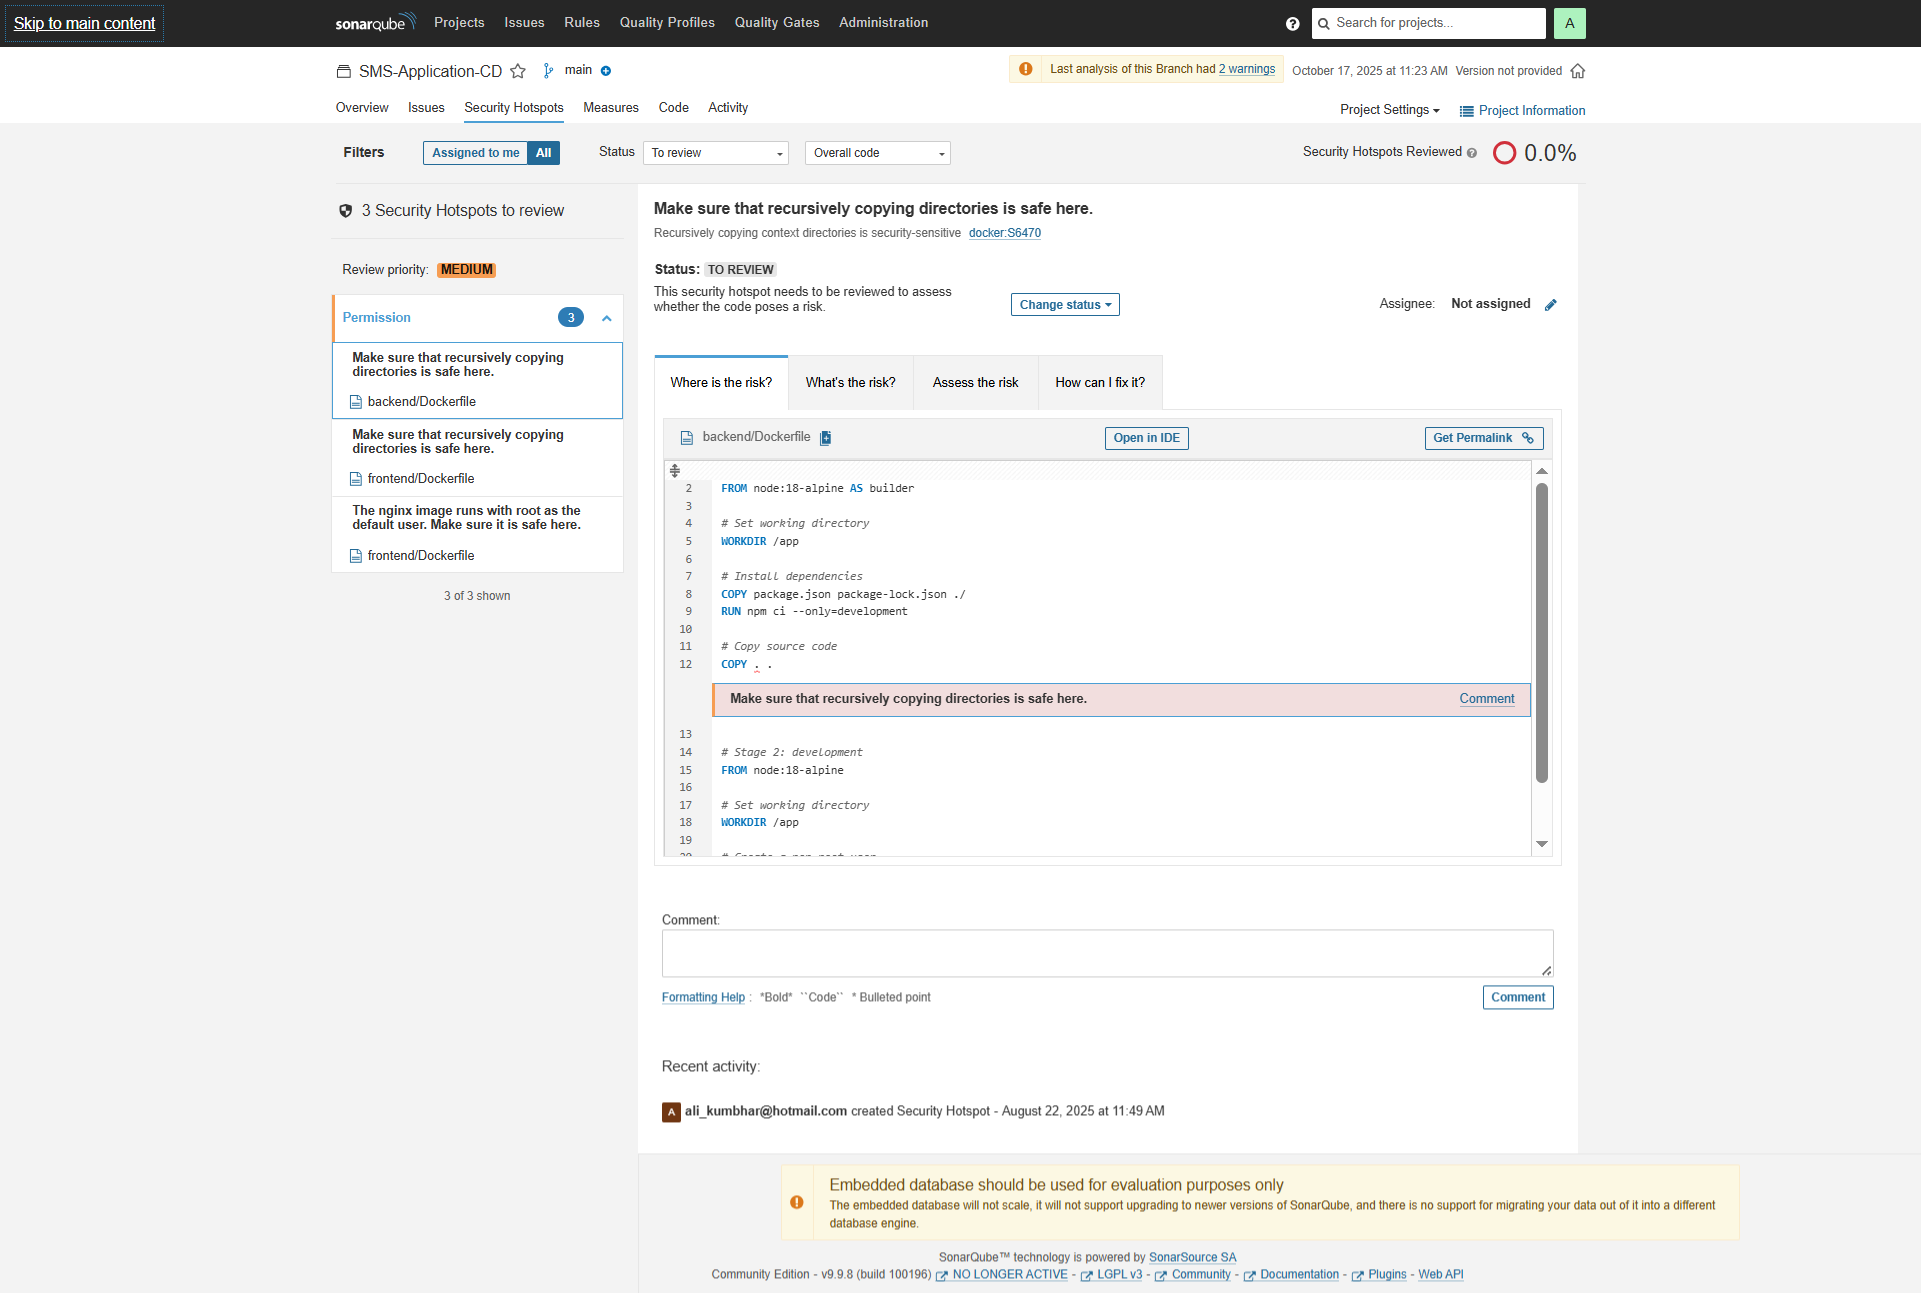 Skip to main content
sonarqube Projects Issues Rules Quality Profiles Quality Gates Administration
? Search for projects... A
SMS-Application-CD main
Last analysis of this Branch had 2 warnings October 17, 2025 at 11:23 AM Version not provided
Overview Issues Security Hotspots Measures Code Activity
Project Settings Project Information
Filters Assigned to me All Status To review Overall code
Security Hotspots Reviewed ? 0.0%
3 Security Hotspots to review
Review priority: MEDIUM
Permission 3
Make sure that recursively copying
directories is safe here.
backend/Dockerfile
Make sure that recursively copying
directories is safe here.
frontend/Dockerfile
The nginx image runs with root as the
default user. Make sure it is safe here.
frontend/Dockerfile
3 of 3 shown
Make sure that recursively copying directories is safe here.
Recursively copying context directories is security-sensitive docker:S6470
Status: TO REVIEW
This security hotspot needs to be reviewed to assess
whether the code poses a risk.
Change status
Assignee: Not assigned
Where is the risk? What's the risk? Assess the risk How can I fix it?
backend/Dockerfile Open in IDE Get Permalink
2 FROM node:18-alpine AS builder
3
4 # Set working directory
5 WORKDIR /app
6
7 # Install dependencies
8 COPY package.json package-lock.json ./
9 RUN npm ci --only=development
10
11 # Copy source code
12 COPY . .
Make sure that recursively copying directories is safe here. Comment
13
14 # Stage 2: development
15 FROM node:18-alpine
16
17 # Set working directory
18 WORKDIR /app
19
Comment:
Formatting Help : *Bold* ``Code`` * Bulleted point
Comment
Recent activity:
A ali_kumbhar@hotmail.com created Security Hotspot - August 22, 2025 at 11:49 AM
Embedded database should be used for evaluation purposes only
The embedded database will not scale, it will not support upgrading to newer versions of SonarQube, and there is no support for migrating your data out of it into a different
database engine.
SonarQube™ technology is powered by SonarSource SA
Community Edition - v9.9.8 (build 100196) NO LONGER ACTIVE - LGPL v3 - Community - Documentation - Plugins - Web API